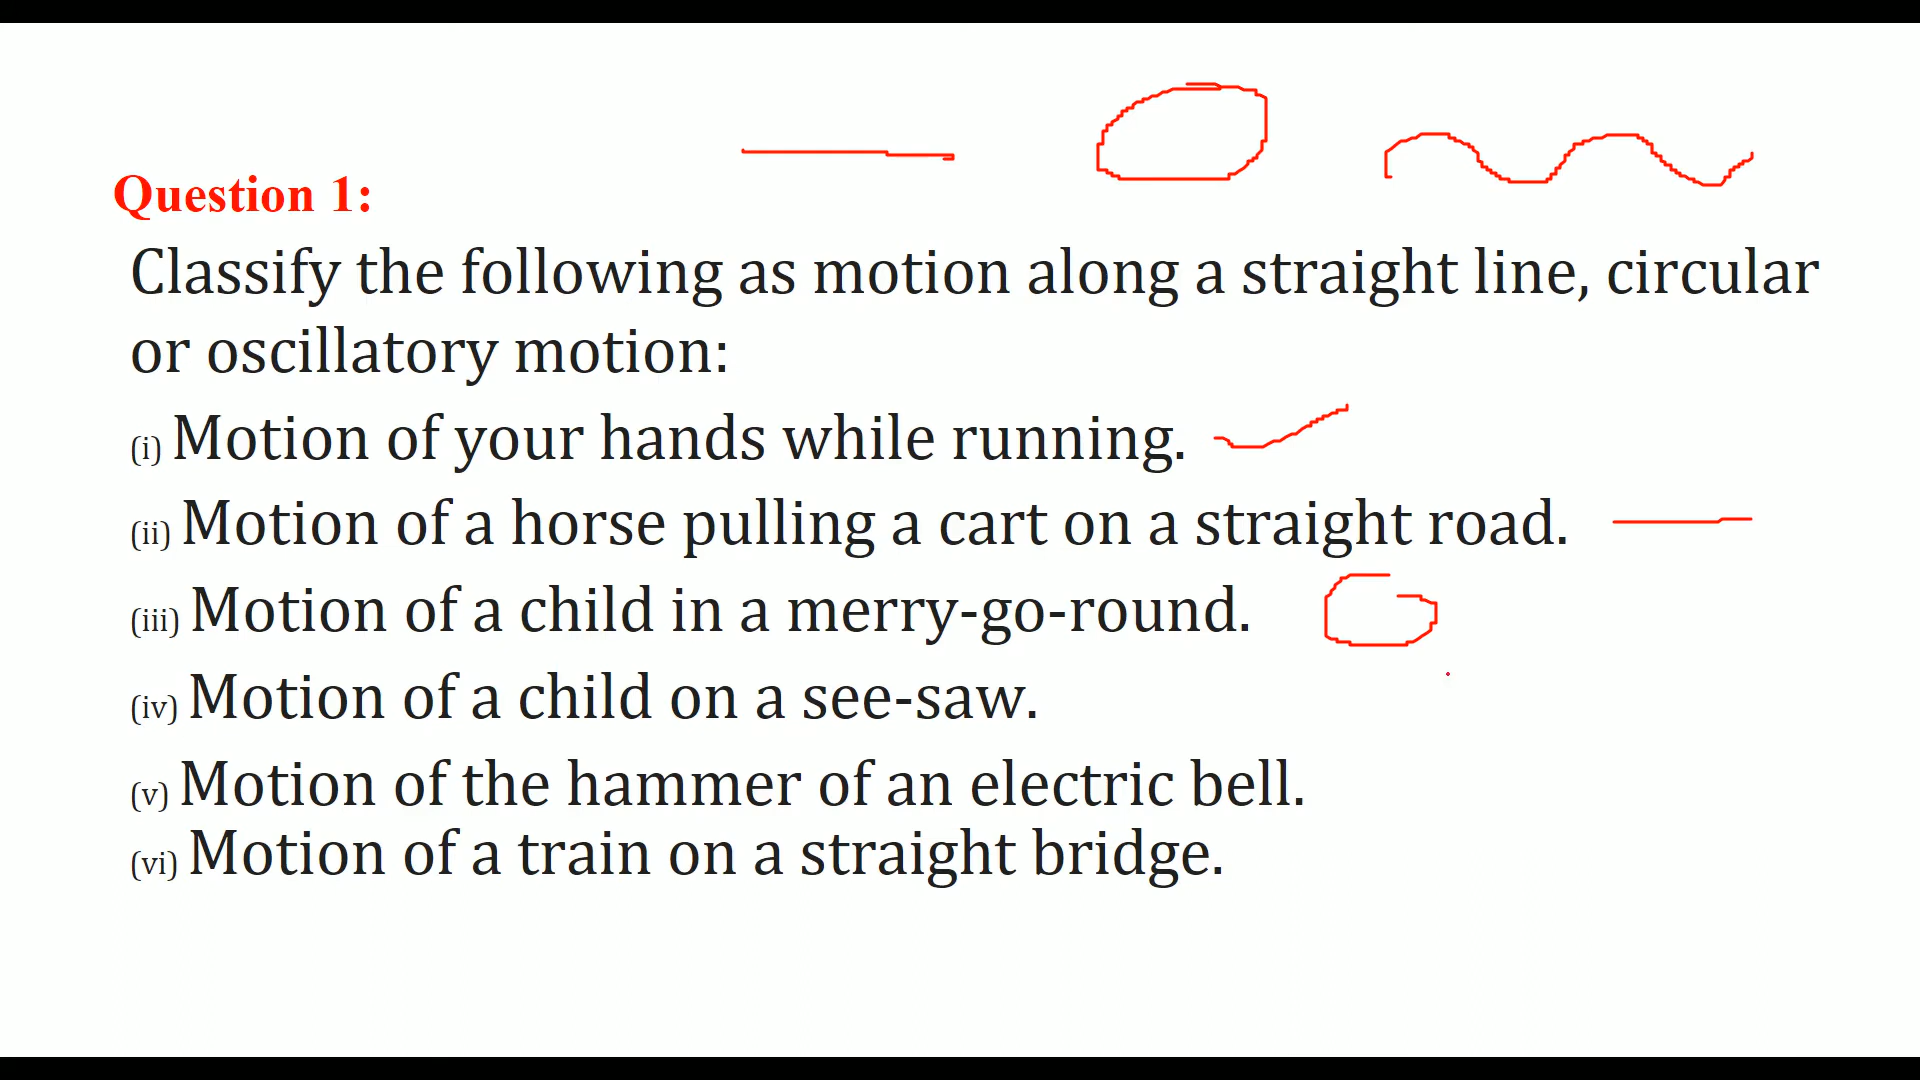 Question 1:
Classify the following as motion along a straight line, circular
or oscillatory motion:
(i) Motion of your hands while running.
(ii) Motion of a horse pulling a cart on a straight road.
(iii) Motion of a child in a merry-go-round.
(iv) Motion of a child on a see-saw.
(v) Motion of the hammer of an electric bell.
(vi) Motion of a train on a straight bridge.